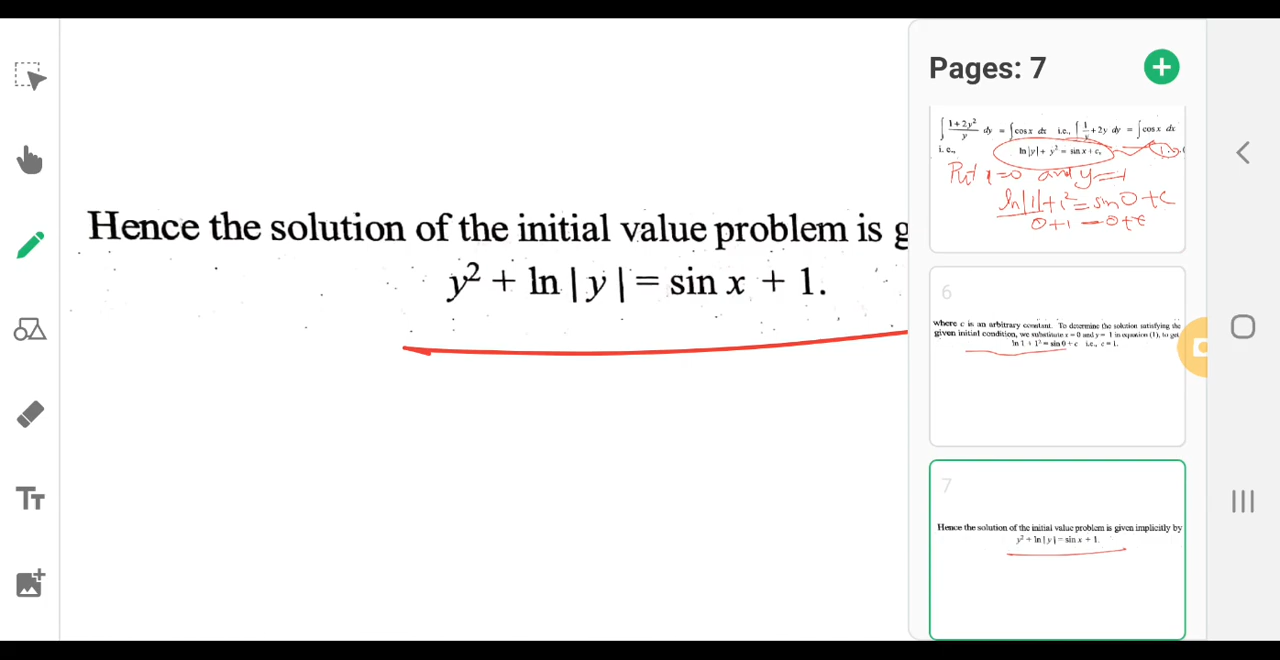 Hence the solution of the initial value problem is g
y² + ln | y | = sin x + 1.
Tт
Pages: 7
∫ 1+2y²/y dy = ∫cos x dx i.e., ∫ 1/y + 2y dy = ∫cos x dx
i.e.,
ln|y| + y² = sin x + c,
Put x=0 and y=1
ln|1|+1²=sin0+c
0+1=0+c
6
where c is an arbitrary constant. To determine the solution satisfying the
given initial condition, we substitute x = 0 and y = 1 in equation (1), to get
ln 1 + 1² = sin 0 + c i.e., c = 1.
7
Hence the solution of the initial value problem is given implicitly by
y² + ln | y | = sin x + 1.